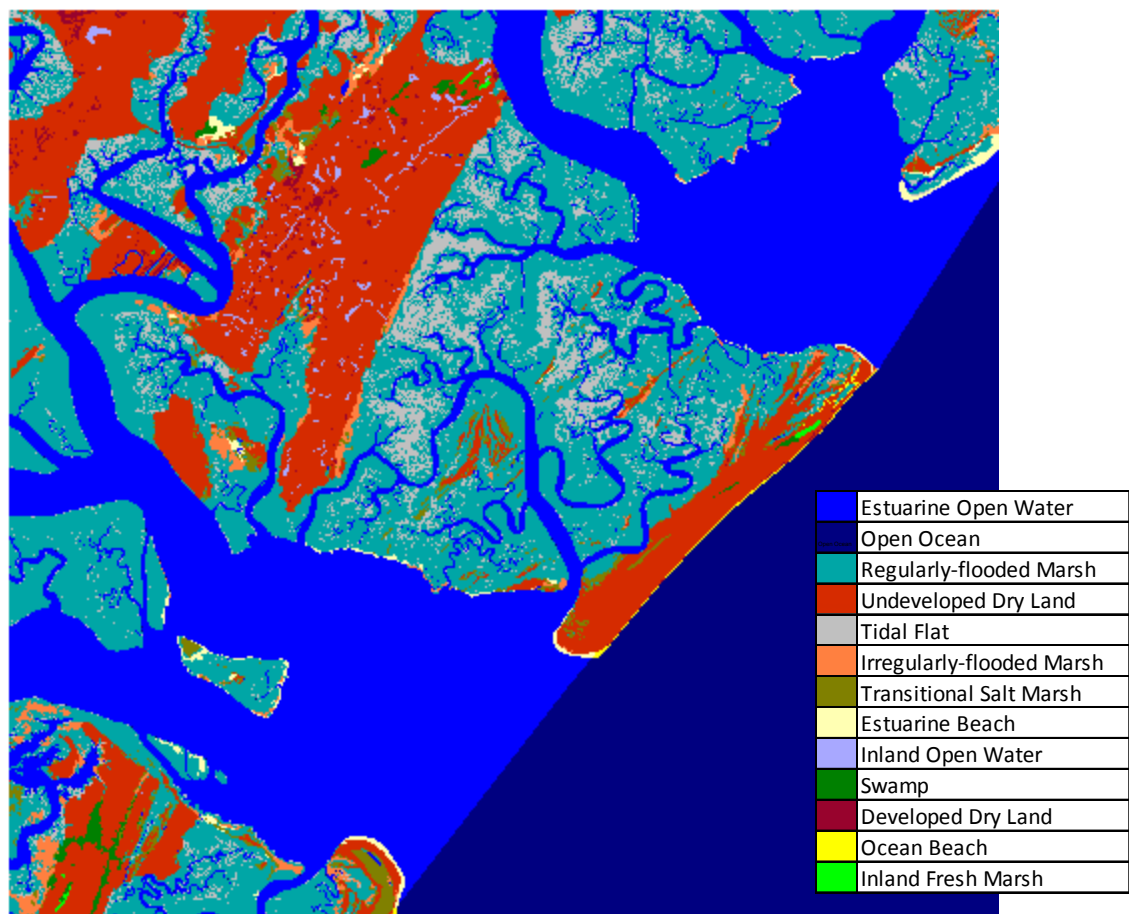 Estuarine Open Water
Open Ocean
Regularly-flooded Marsh
Undeveloped Dry Land
Tidal Flat
Irregularly-flooded Marsh
Transitional Salt Marsh
Estuarine Beach
Inland Open Water
Swamp
Developed Dry Land
Ocean Beach
Inland Fresh Marsh